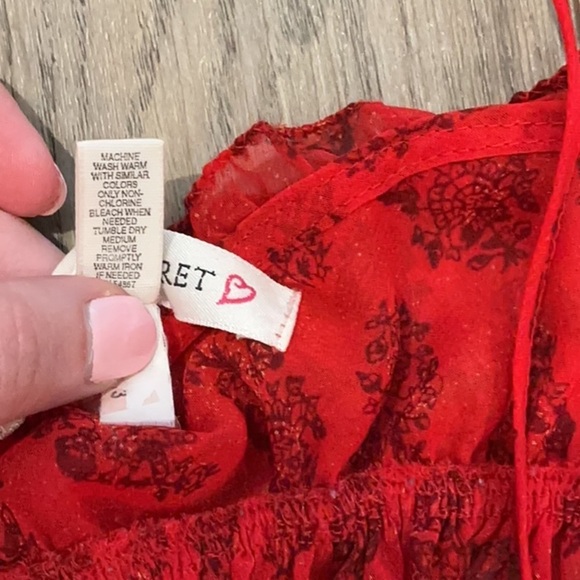 MACHINE
WASH WARM
WITH SIMILAR
COLORS
ONLY NON-
CHLORINE
BLEACH WHEN
NEEDED
TUMBLE DRY
MEDIUM
REMOVE
PROMPTLY
WARM IRON
IF NEEDED
RET